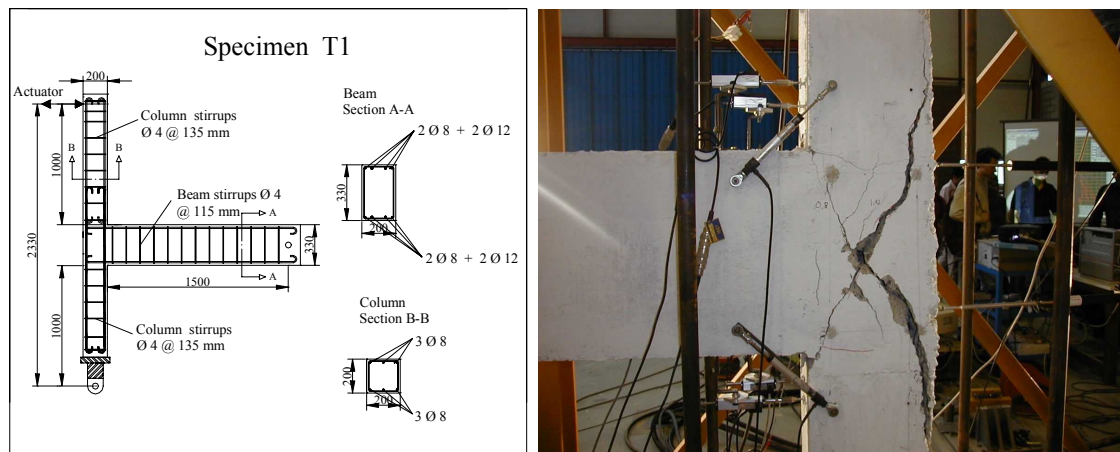 Specimen T1
200
Actuator
Column stirrups
Ø 4 @ 135 mm
B
B
1000
Beam stirrups Ø 4
@ 115 mm
A
A
2330
330
1500
1000
Column stirrups
Ø 4 @ 135 mm
Beam
Section A-A
2 Ø 8 + 2 Ø 12
330
200
2 Ø 8 + 2 Ø 12
Column
Section B-B
3 Ø 8
200
200
3 Ø 8
0.8